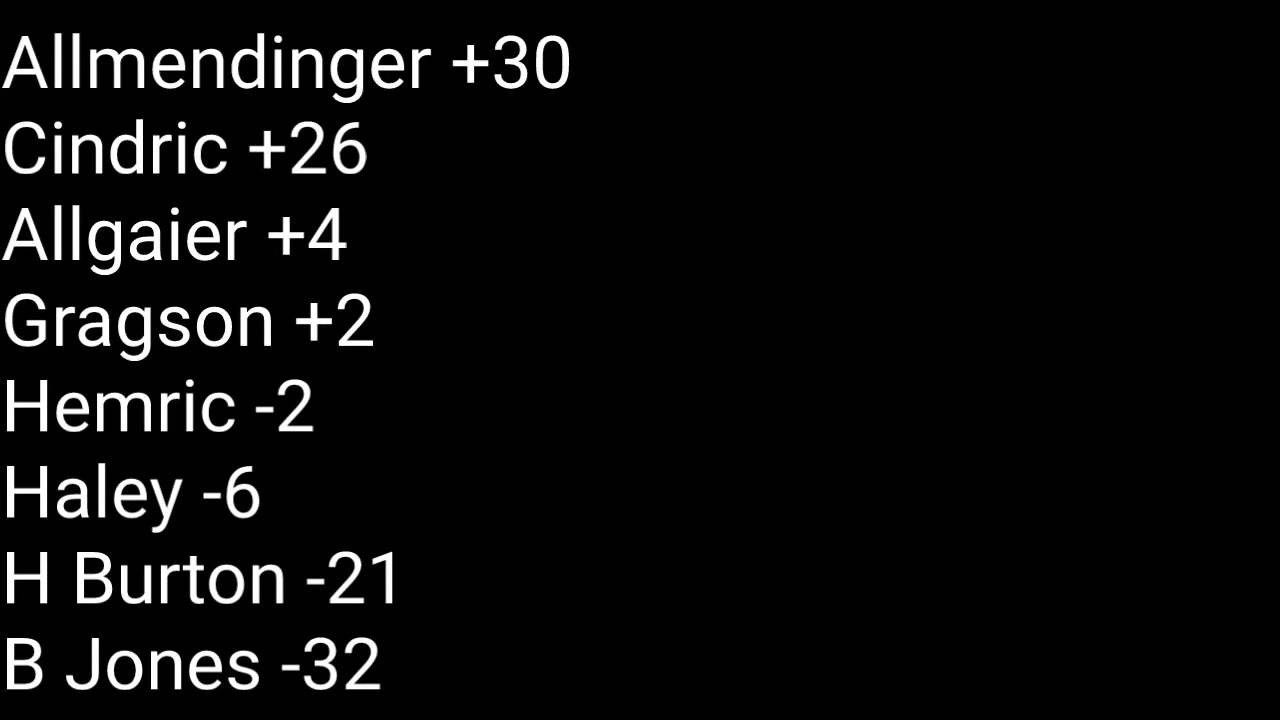 Allmendinger +30
Cindric +26
Allgaier +4
Gragson +2
Hemric -2
Haley -6
H Burton -21
B Jones -32